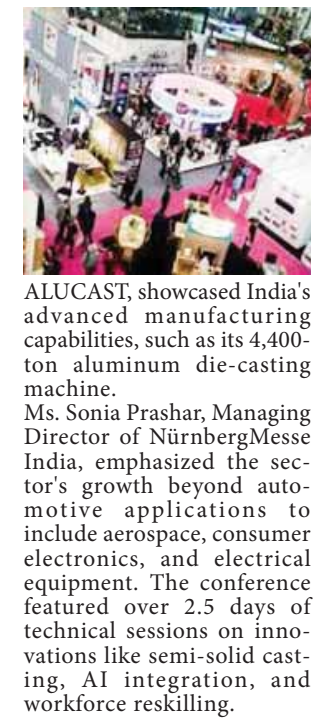 ALUCAST, showcased India's
advanced manufacturing
capabilities, such as its 4,400-
ton aluminum die-casting
machine.
Ms. Sonia Prashar, Managing
Director of NürnbergMesse
India, emphasized the sec-
tor's growth beyond auto-
motive applications to
include aerospace, consumer
electronics, and electrical
equipment. The conference
featured over 2.5 days of
technical sessions on inno-
vations like semi-solid cast-
ing, AI integration, and
workforce reskilling.